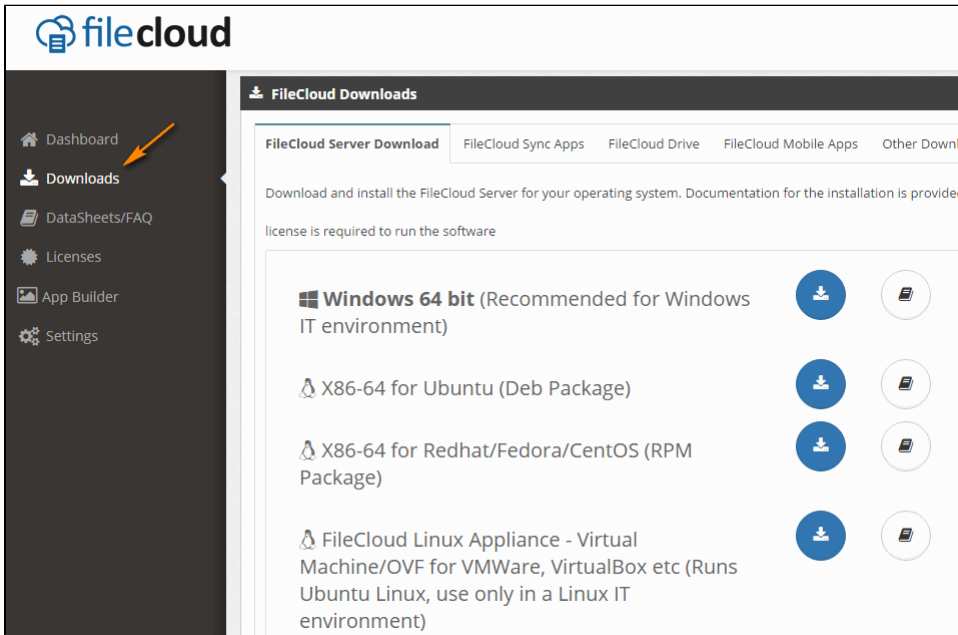 filecloud
FileCloud Downloads
Dashboard
Downloads
DataSheets/FAQ
Licenses
App Builder
Settings
FileCloud Server Download FileCloud Sync Apps FileCloud Drive FileCloud Mobile Apps Other
Download and install the FileCloud Server for your operating system. Documentation for the installation is
license is required to run the software
Windows 64 bit (Recommended for Windows
IT environment)
X86-64 for Ubuntu (Deb Package)
X86-64 for Redhat/Fedora/CentOS (RPM
Package)
FileCloud Linux Appliance - Virtual
Machine/OVF for VMWare, VirtualBox etc (Runs
Ubuntu Linux, use only in a Linux IT
environment)